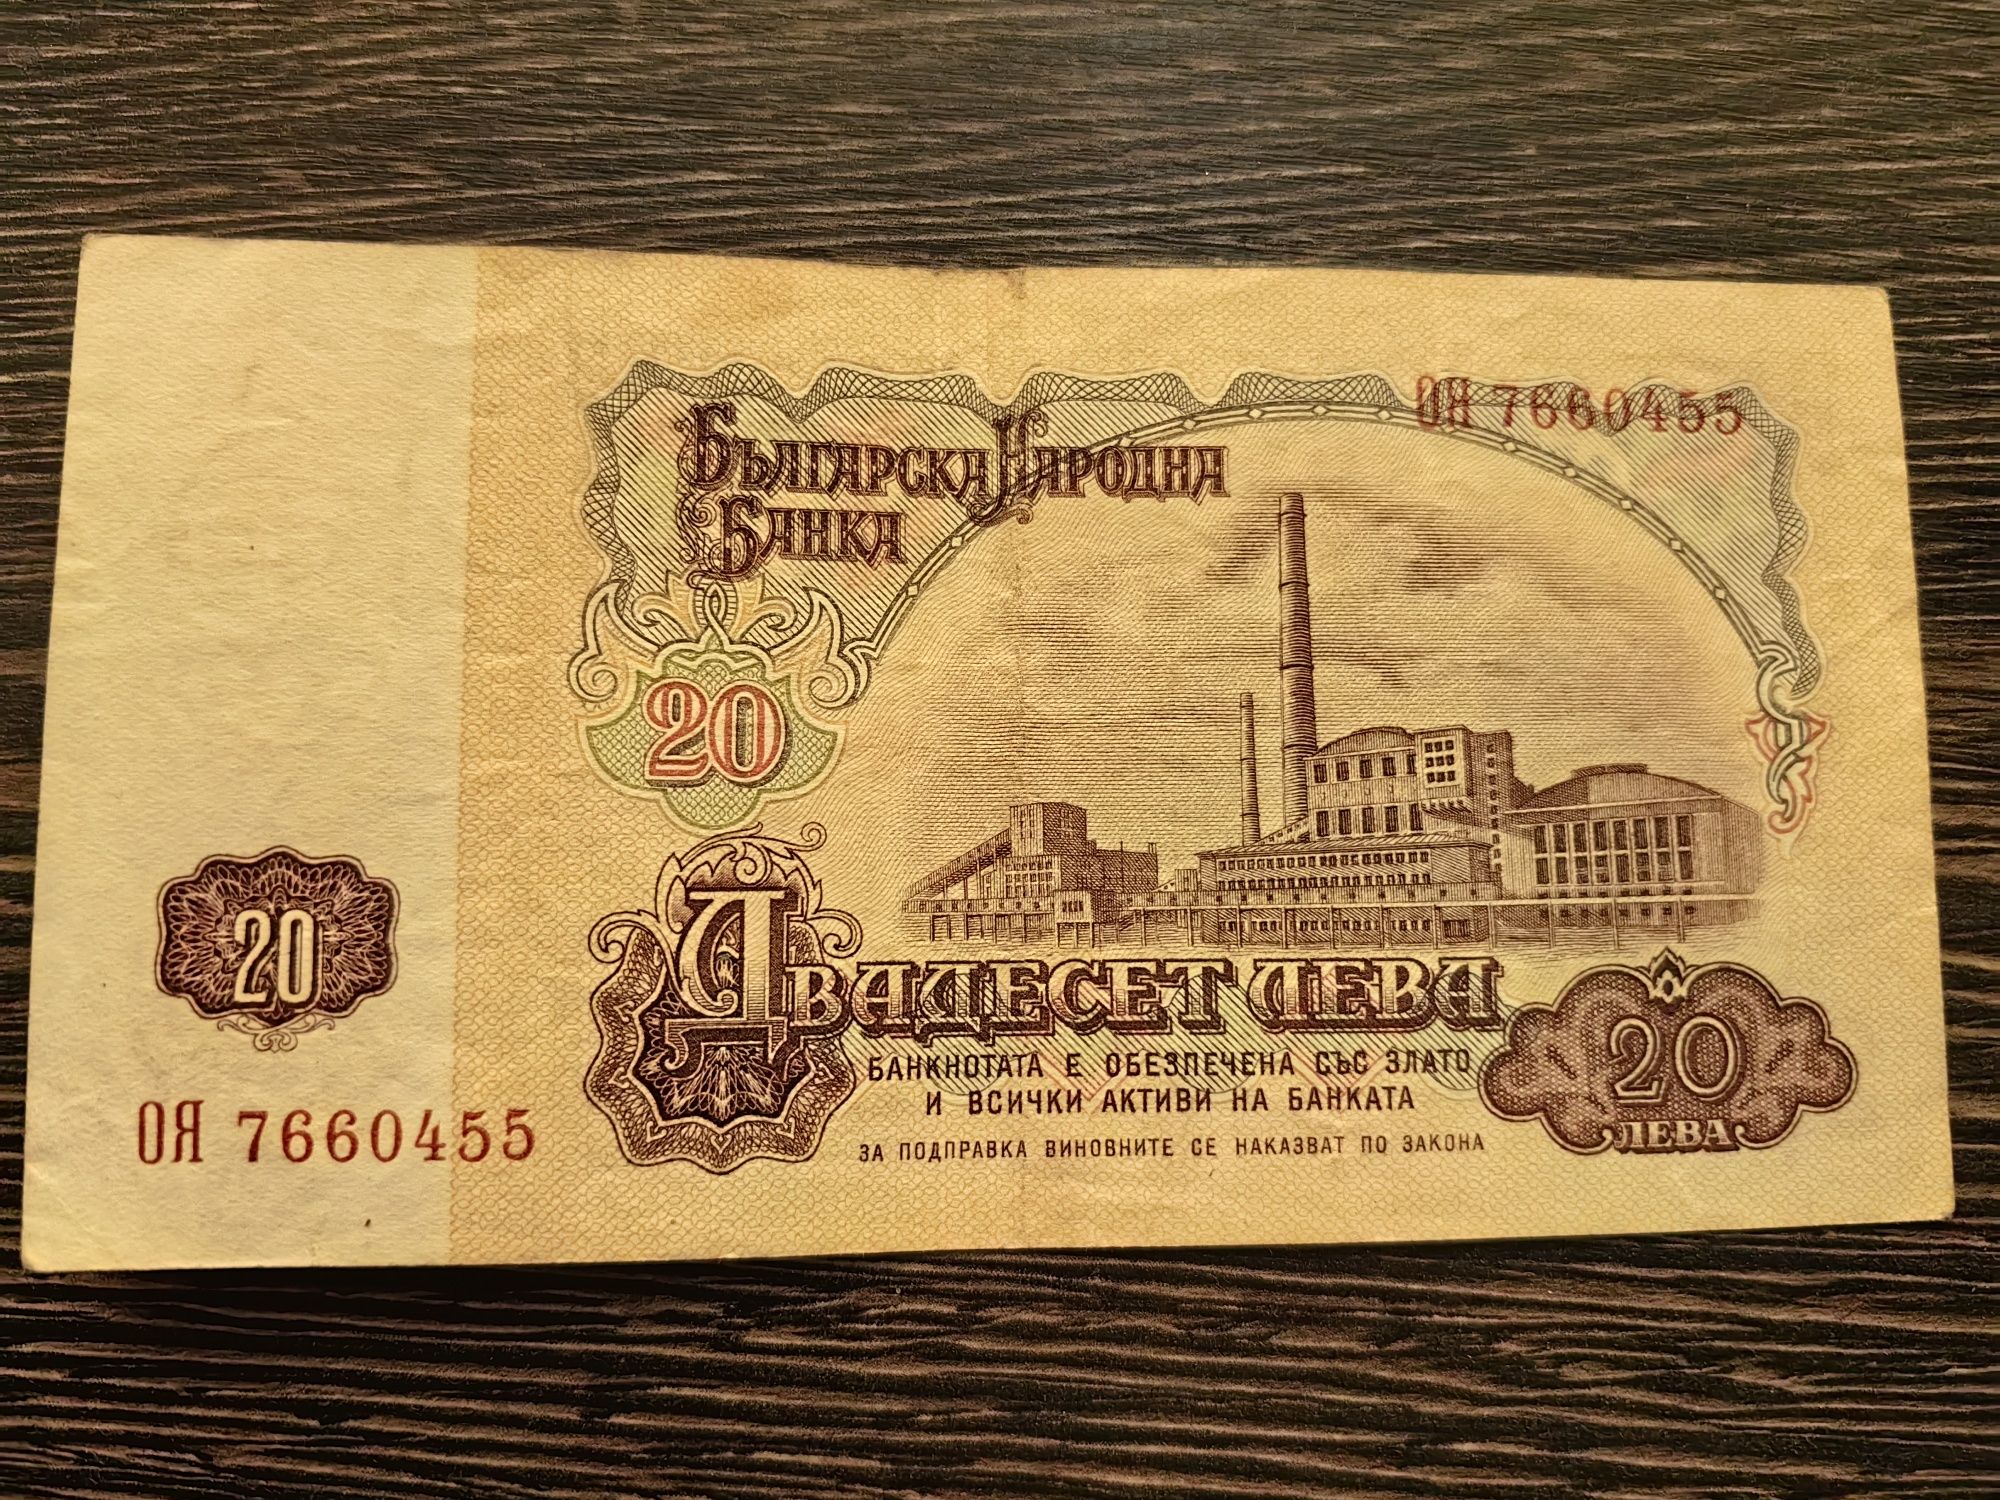 ОЯ 7660455
Българска Народна
Банка
20
Двадесет лева
Банкнотата е обезпечена със злато
и всички активи на банката
За подправка виновните се наказват по закона
20
лева
20
ОЯ 7660455